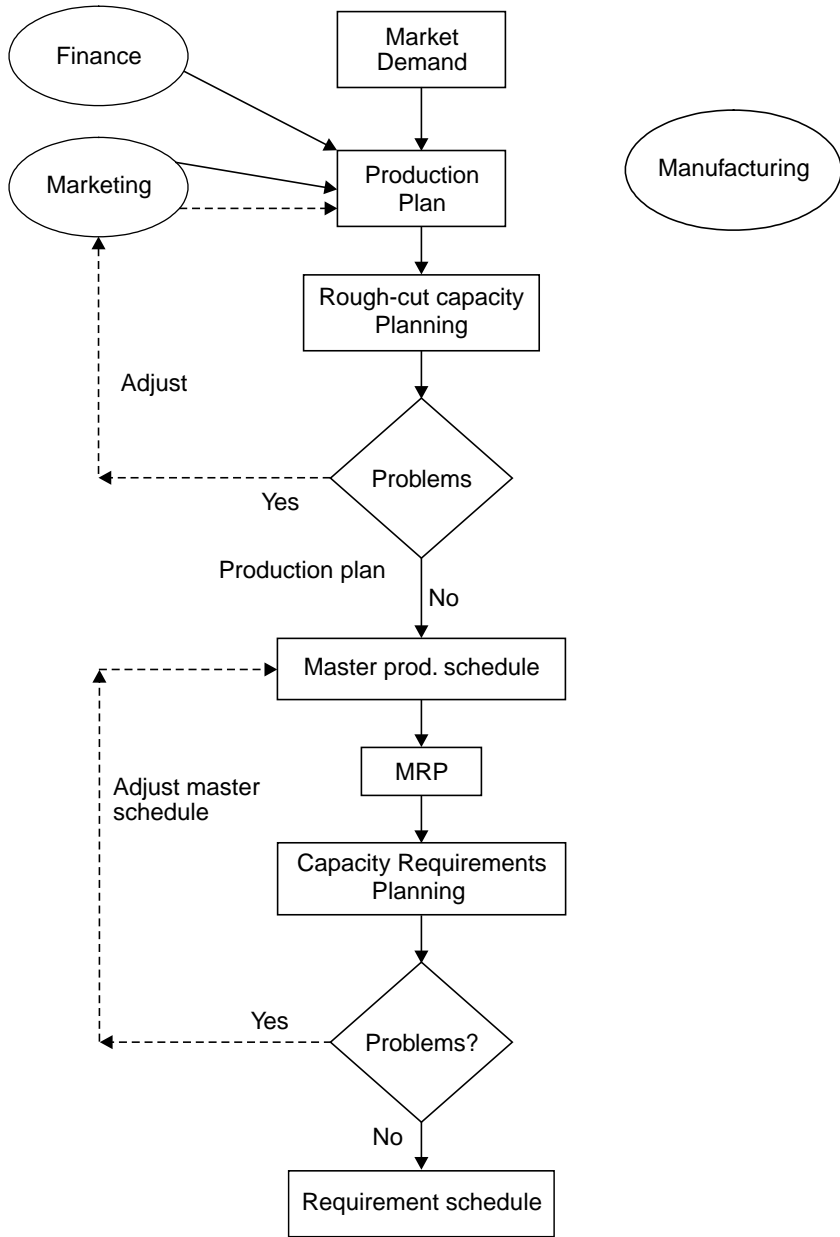 Finance
Market
Demand
Manufacturing
Marketing
Production
Plan
Rough-cut capacity
Planning
Adjust
Problems
Yes
Production plan
No
Master prod. schedule
MRP
Adjust master
schedule
Capacity Requirements
Planning
Yes
Problems?
No
Requirement schedule